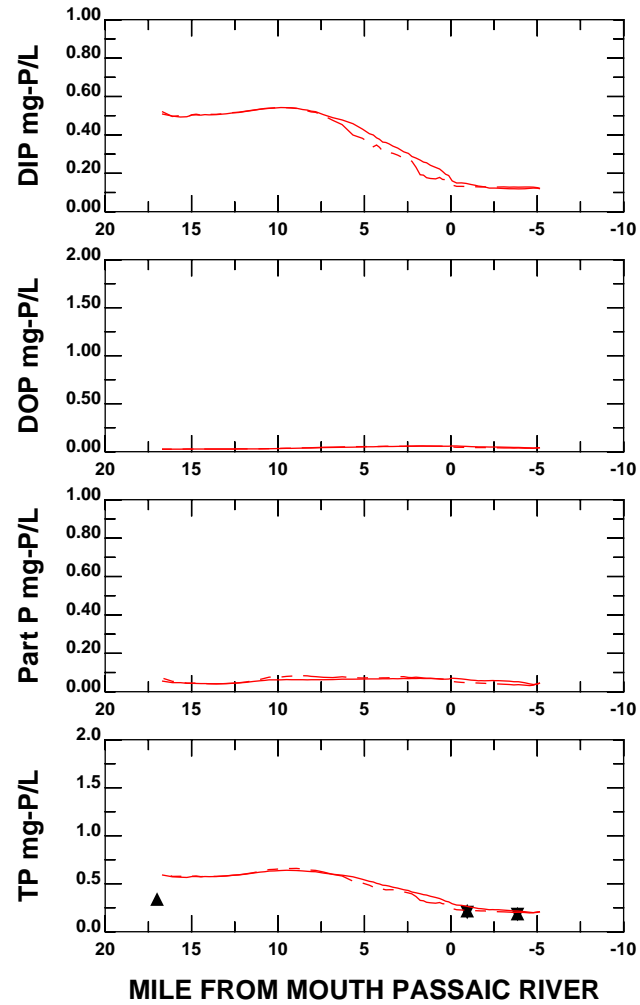 DIP mg-P/L
1.00
0.80
0.60
0.40
0.20
0.00
20 15 10 5 0 -5 -10
DOP mg-P/L
2.00
1.50
1.00
0.50
0.00
20 15 10 5 0 -5 -10
Part P mg-P/L
1.00
0.80
0.60
0.40
0.20
0.00
20 15 10 5 0 -5 -10
TP mg-P/L
2.0
1.5
1.0
0.5
0.0
20 15 10 5 0 -5 -10
MILE FROM MOUTH PASSAIC RIVER